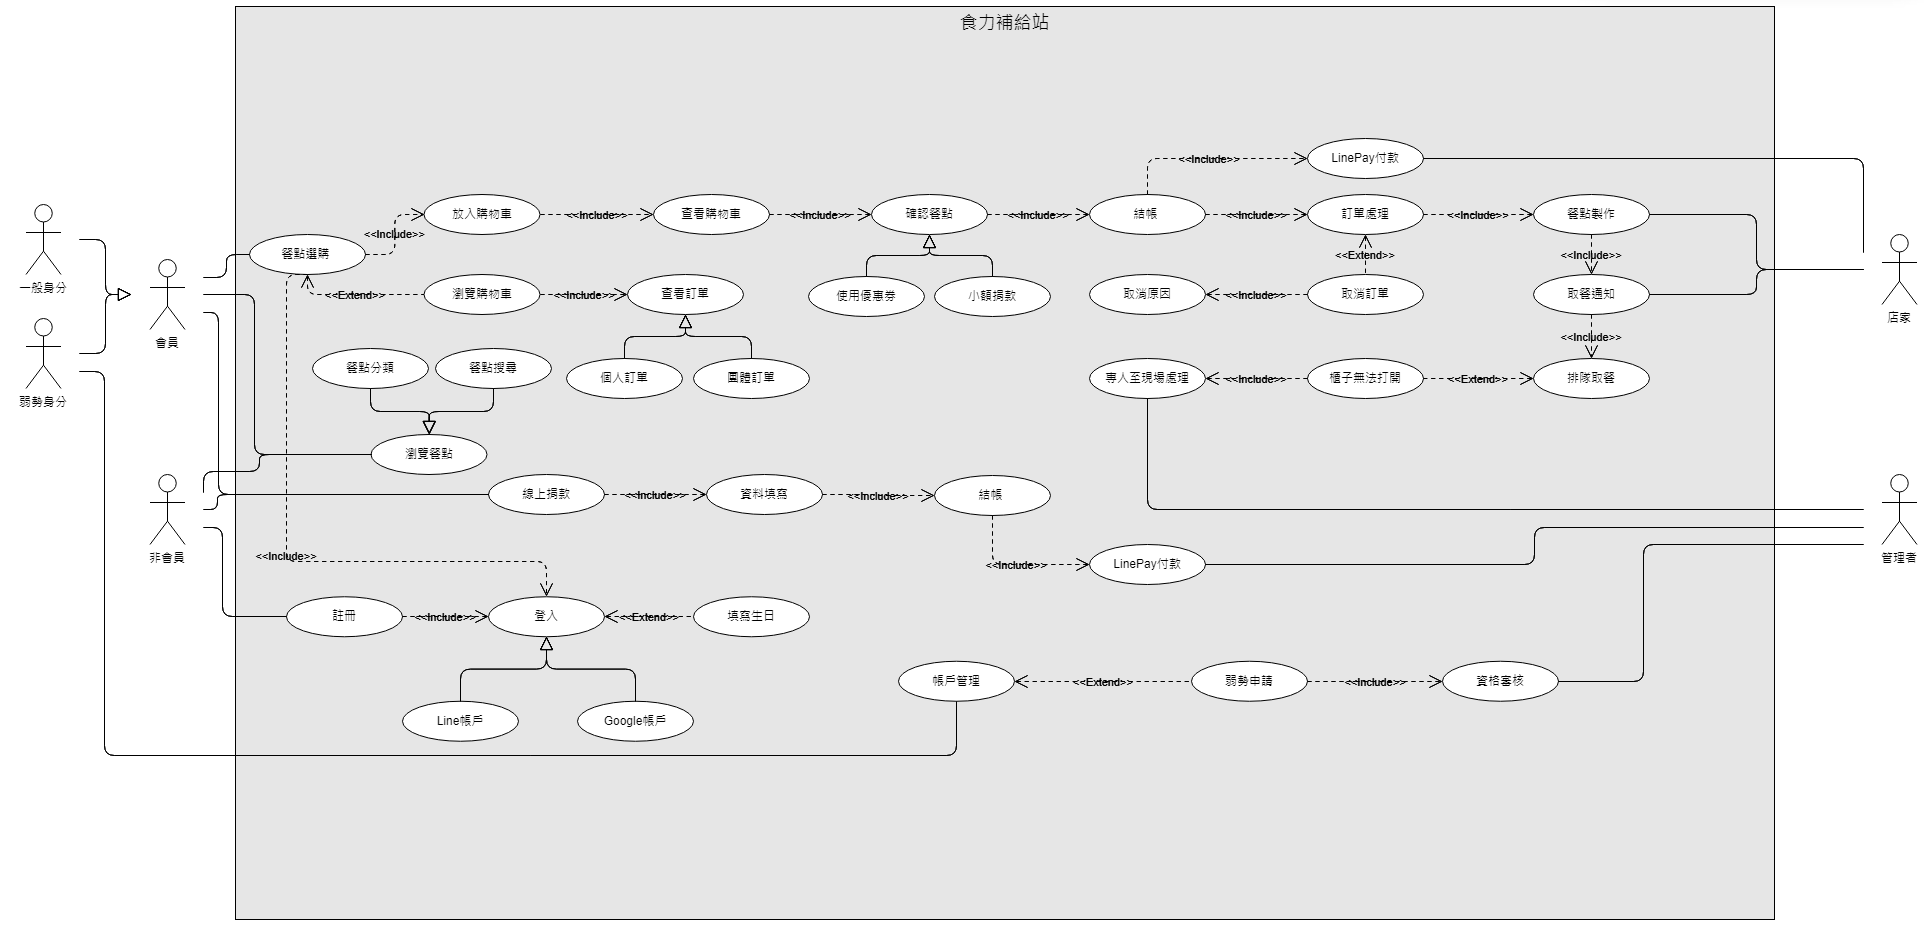 食力補給站
LinePay付款
<<Include>>
放入購物車
<<Include>>
查看購物車
<<Include>>
確認餐點
<<Include>>
結帳
<<Include>>
訂單處理
<<Include>>
餐點製作
<<Include>>
餐點選購
<<Extend>>
<<Include>>
一般身分
會員
店家
<<Extend>>
瀏覽購物車
<<Include>>
查看訂單
使用優惠劵
小額捐款
取消原因
<<Include>>
取消訂單
取餐通知
<<Include>>
餐點分類
餐點搜尋
個人訂單
團體訂單
專人至現場處理
<<Include>>
櫃子無法打開
<<Extend>>
排隊取餐
弱勢身分
瀏覽餐點
線上捐款
<<Include>>
資料填寫
<<Include>>
結帳
非會員
管理者
<<Include>>
<<Include>>
LinePay付款
註冊
<<Include>>
登入
<<Extend>>
填寫生日
帳戶管理
<<Extend>>
弱勢申請
<<Include>>
資格審核
Line帳戶
Google帳戶